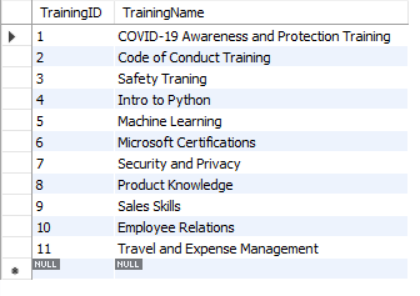 TrainingID TrainingName
1 COVID-19 Awareness and Protection Training
2 Code of Conduct Training
3 Safety Traning
4 Intro to Python
5 Machine Learning
6 Microsoft Certifications
7 Security and Privacy
8 Product Knowledge
9 Sales Skills
10 Employee Relations
11 Travel and Expense Management
NULL NULL